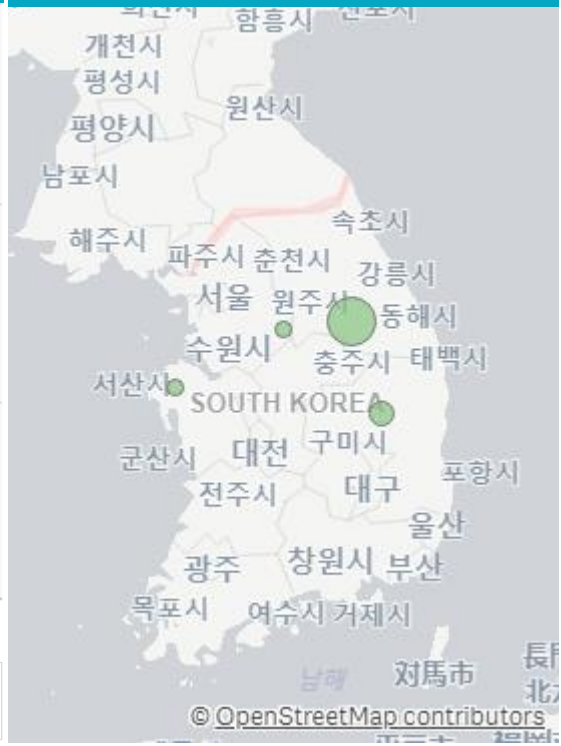 함흥시
개천시
평성시
원산시
평양시
남포시
속초시
해주시
파주시 춘천시
강릉시
서울 원주시
동해시
수원시
충주시 태백시
서산시
SOUTH KOREA
구미시
대전
군산시
포항시
전주시
대구
울산
창원시 부산
광주
목포시
여수시 거제시
남해
対馬市
© OpenStreetMap contributors